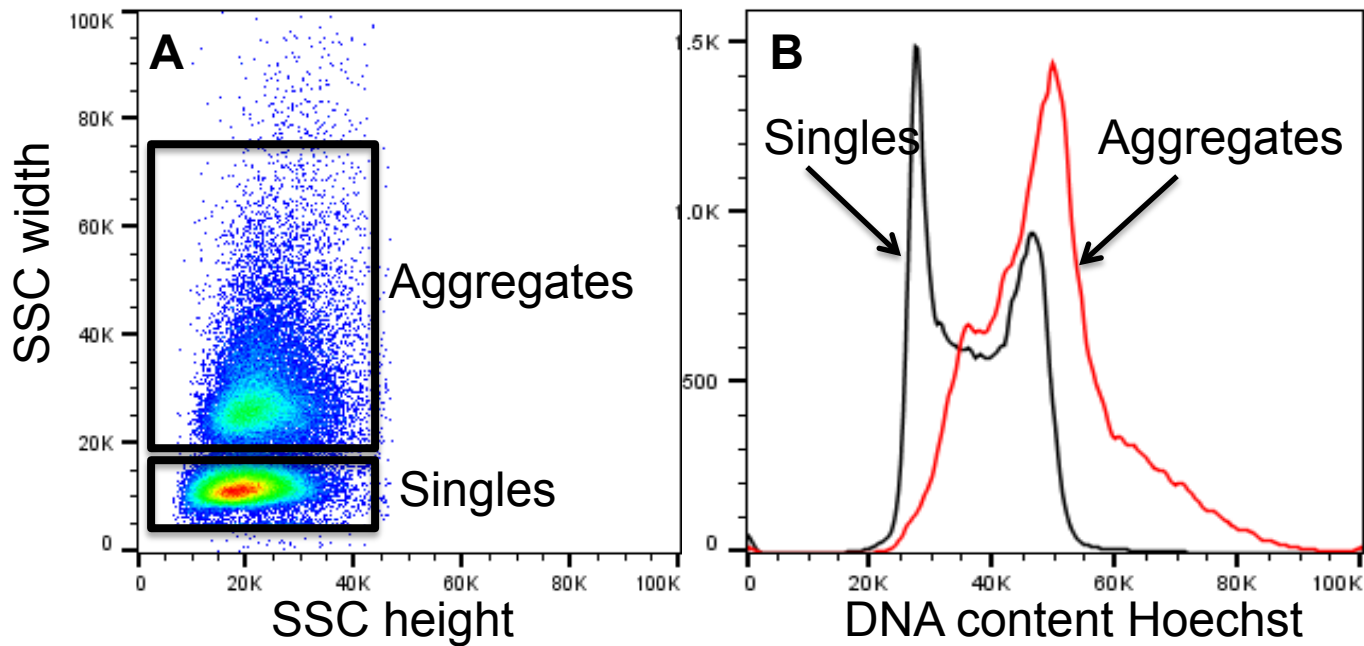 A
100K
80K
60K
40K
20K
0
SSC width
Aggregates
Singles
0 20K 40K 60K 80K 100K
SSC height
B
1.5K
1.0K
500
0
Singles
Aggregates
0 20K 40K 60K 80K 100K
DNA content Hoechst